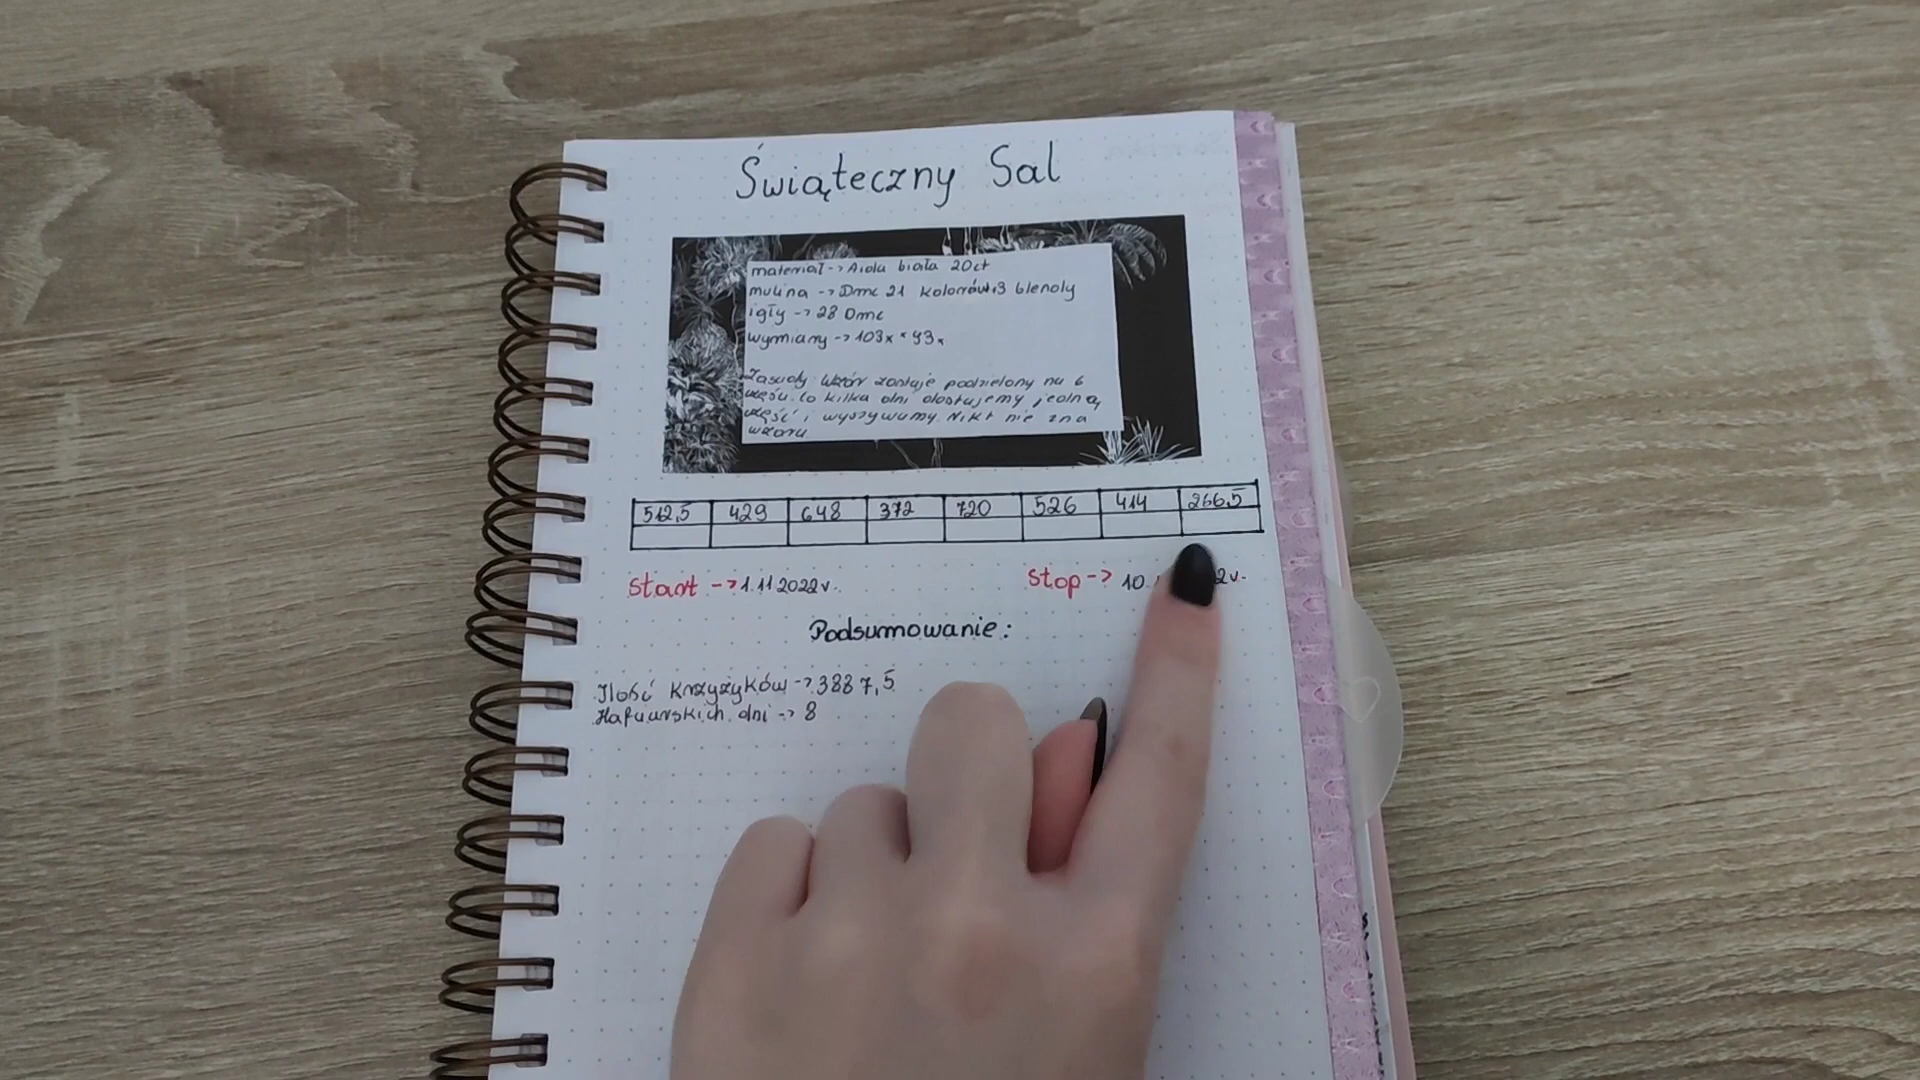 Świąteczny Sal
materiał -> Aida biała 20ct
mulina -> Dmc 21 kolorów i 3 blendy
igły -> 28 Dmc
wymiary -> 103x * 93x
Zasady Wzór zostaje podzielony na 6
części co kilka dni dostajemy jedną
część i wyszywamy. Nikt nie zna
wzoru
512,5 429 648 372 720 526 414 266,5
Start -> 1.11.2022r. Stop -> 10.
Podsumowanie:
Ilość krzyżyków -> 3887,5
Hafciarskich dni -> 8